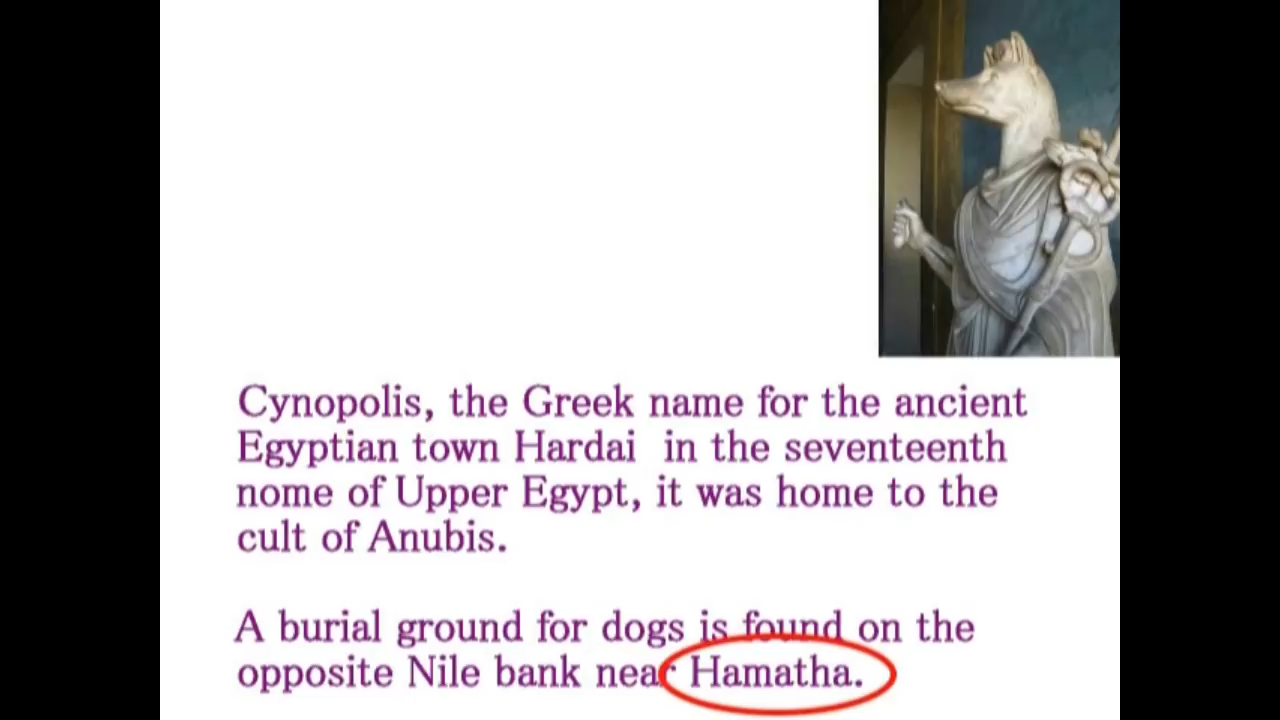 Cynopolis, the Greek name for the ancient
Egyptian town Hardai in the seventeenth
nome of Upper Egypt, it was home to the
cult of Anubis.
A burial ground for dogs is found on the
opposite Nile bank near Hamatha.